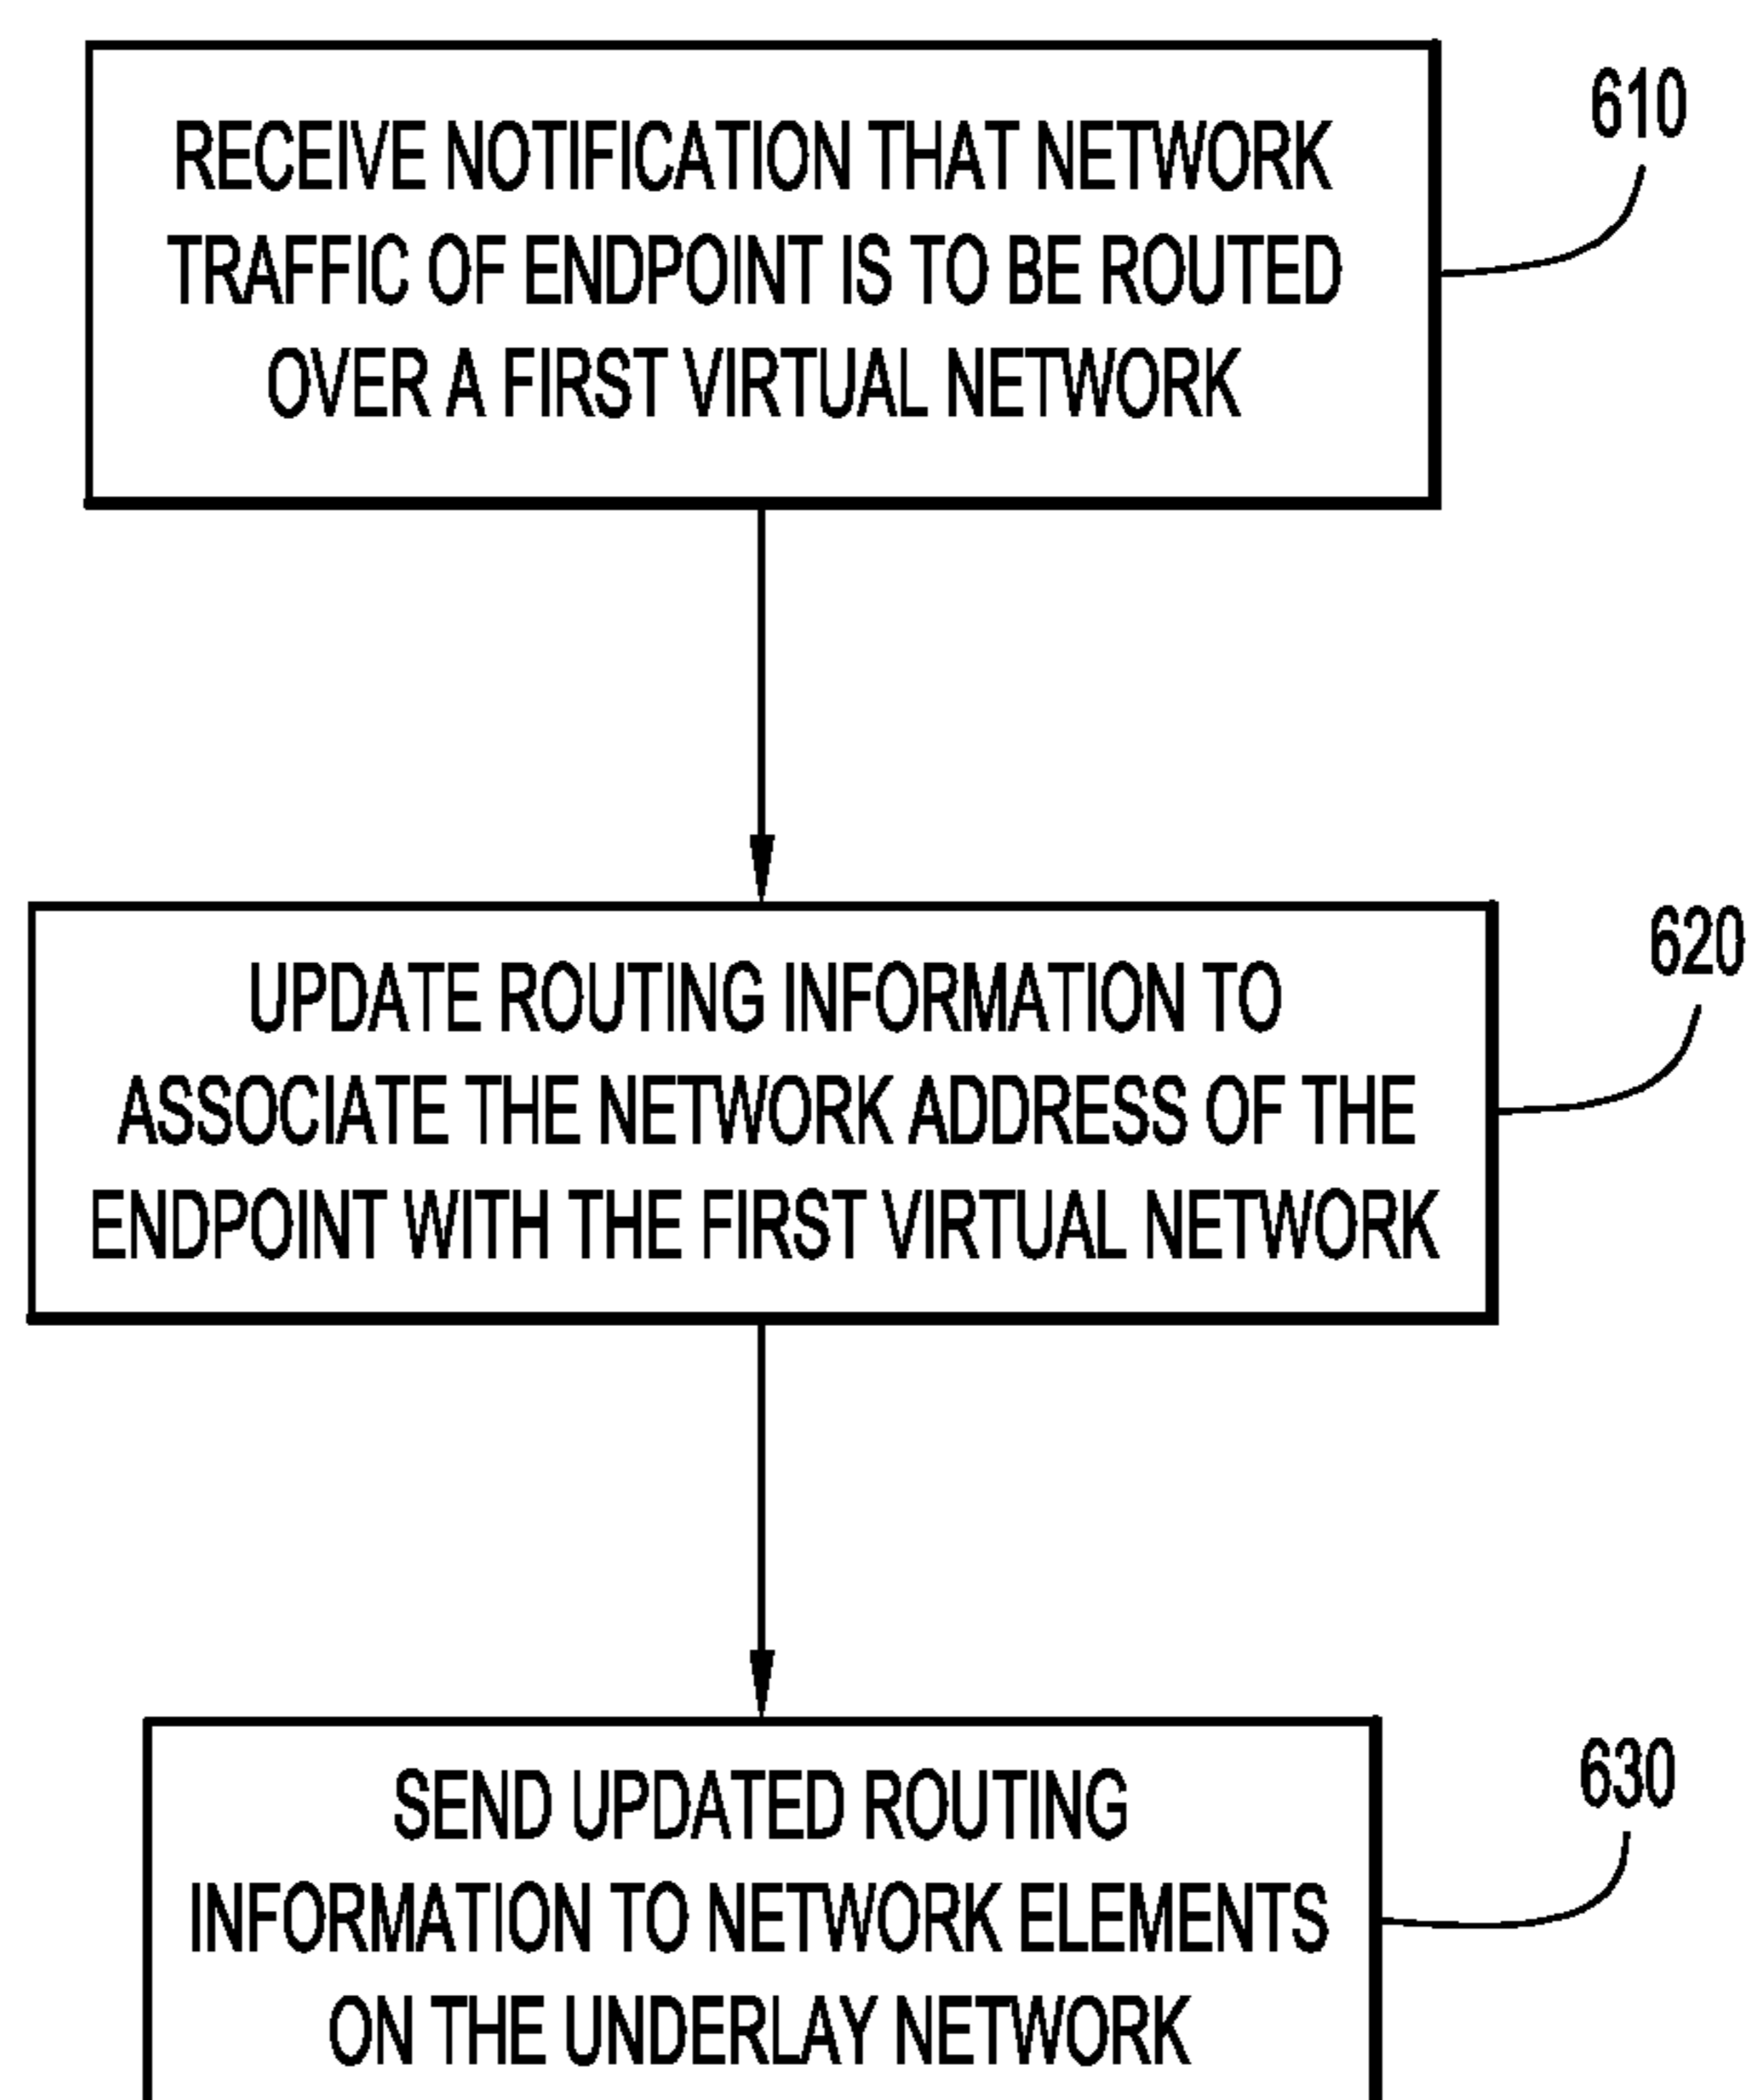 610
RECEIVE NOTIFICATION THAT NETWORK
TRAFFIC OF ENDPOINT IS TO BE ROUTED
OVER A FIRST VIRTUAL NETWORK
620
UPDATE ROUTING INFORMATION TO
ASSOCIATE THE NETWORK ADDRESS OF THE
ENDPOINT WITH THE FIRST VIRTUAL NETWORK
630
SEND UPDATED ROUTING
INFORMATION TO NETWORK ELEMENTS
ON THE UNDERLAY NETWORK